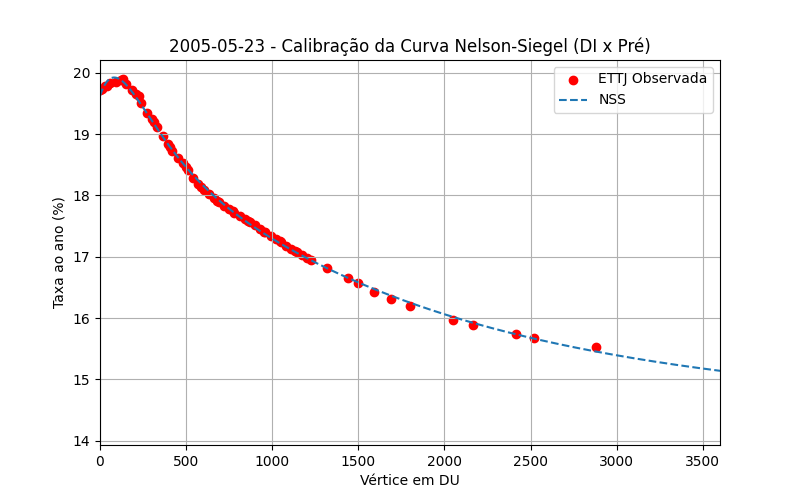 2005-05-23 - Calibração da Curva Nelson-Siegel (DI x Pré)
ETTJ Observada
NSS
Taxa ao ano (%)
20
19
18
17
16
15
14
0 500 1000 1500 2000 2500 3000 3500
Vértice em DU